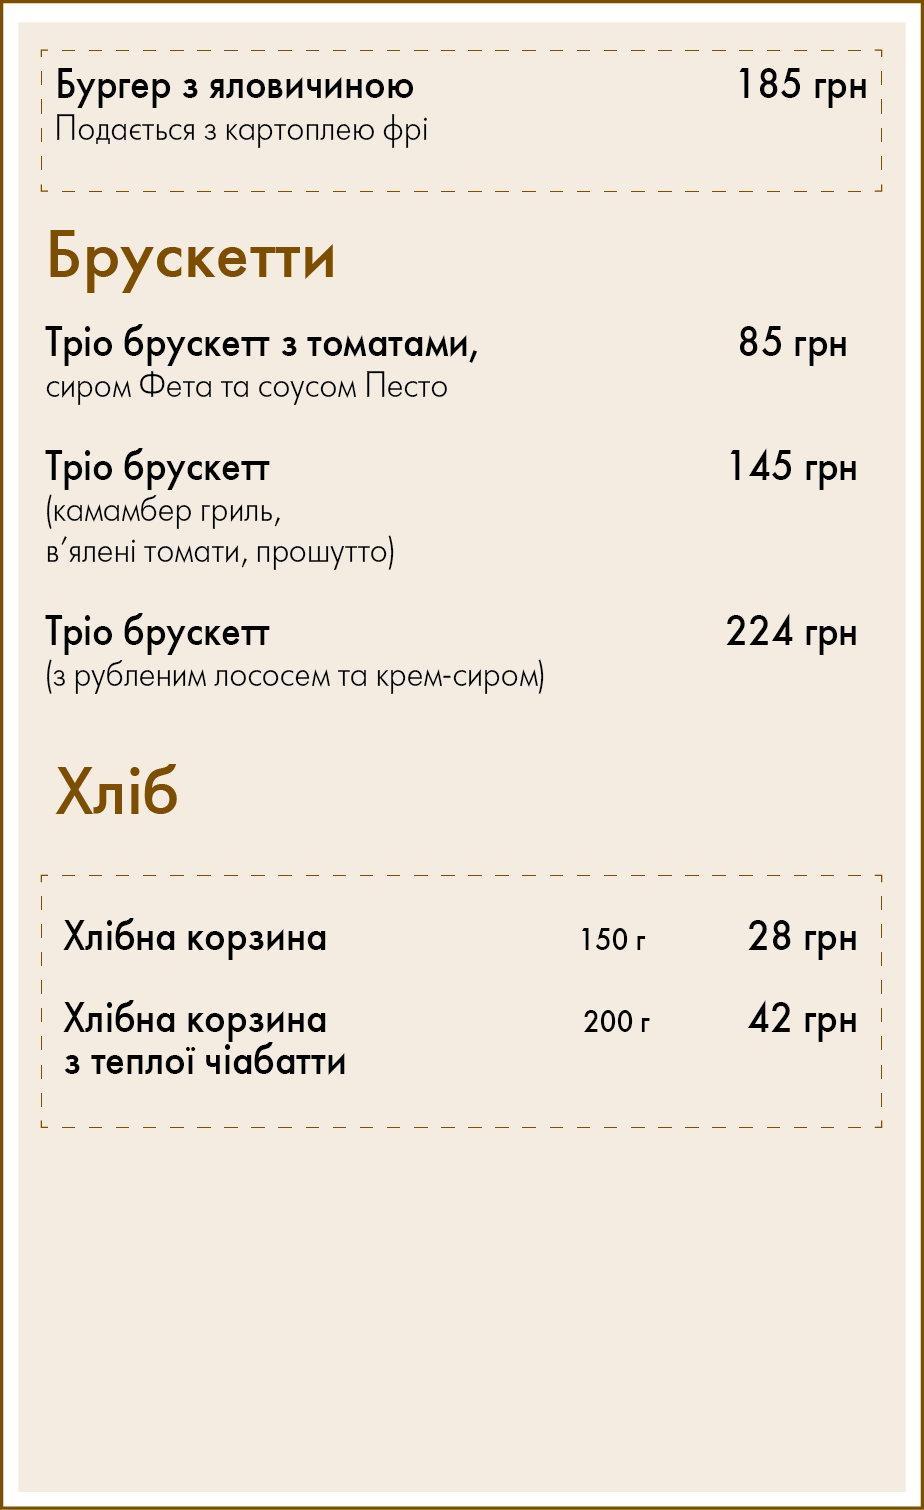 Бургер з яловичиною 185 грн
Подається з картоплею фрі
Брускетти
Тріо брускетт з томатами, 85 грн
сиром Фета та соусом Песто
Тріо брускетт 145 грн
(камамбер гриль,
в’ялені томати, прошутто)
Тріо брускетт 224 грн
(з рубленим лососем та крем-сиром)
Хліб
Хлібна корзина 150 г 28 грн
Хлібна корзина 200 г 42 грн
з теплої чіабатти